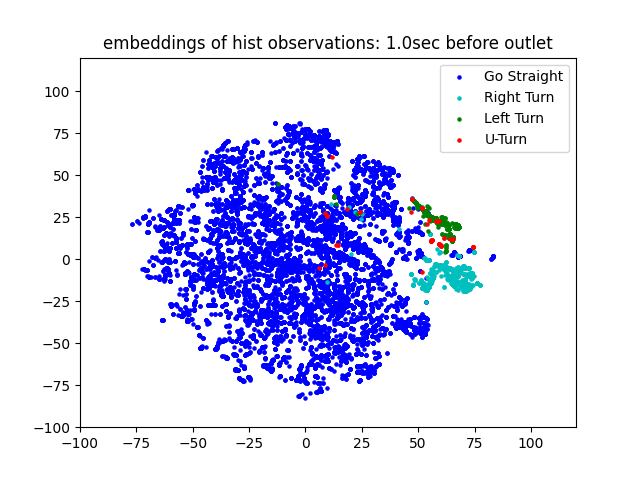 embeddings of hist observations: 1.0sec before outlet
Go Straight
Right Turn
Left Turn
U-Turn
100
75
50
25
0
−25
−50
−75
−100
−100 −75 −50 −25 0 25 50 75 100